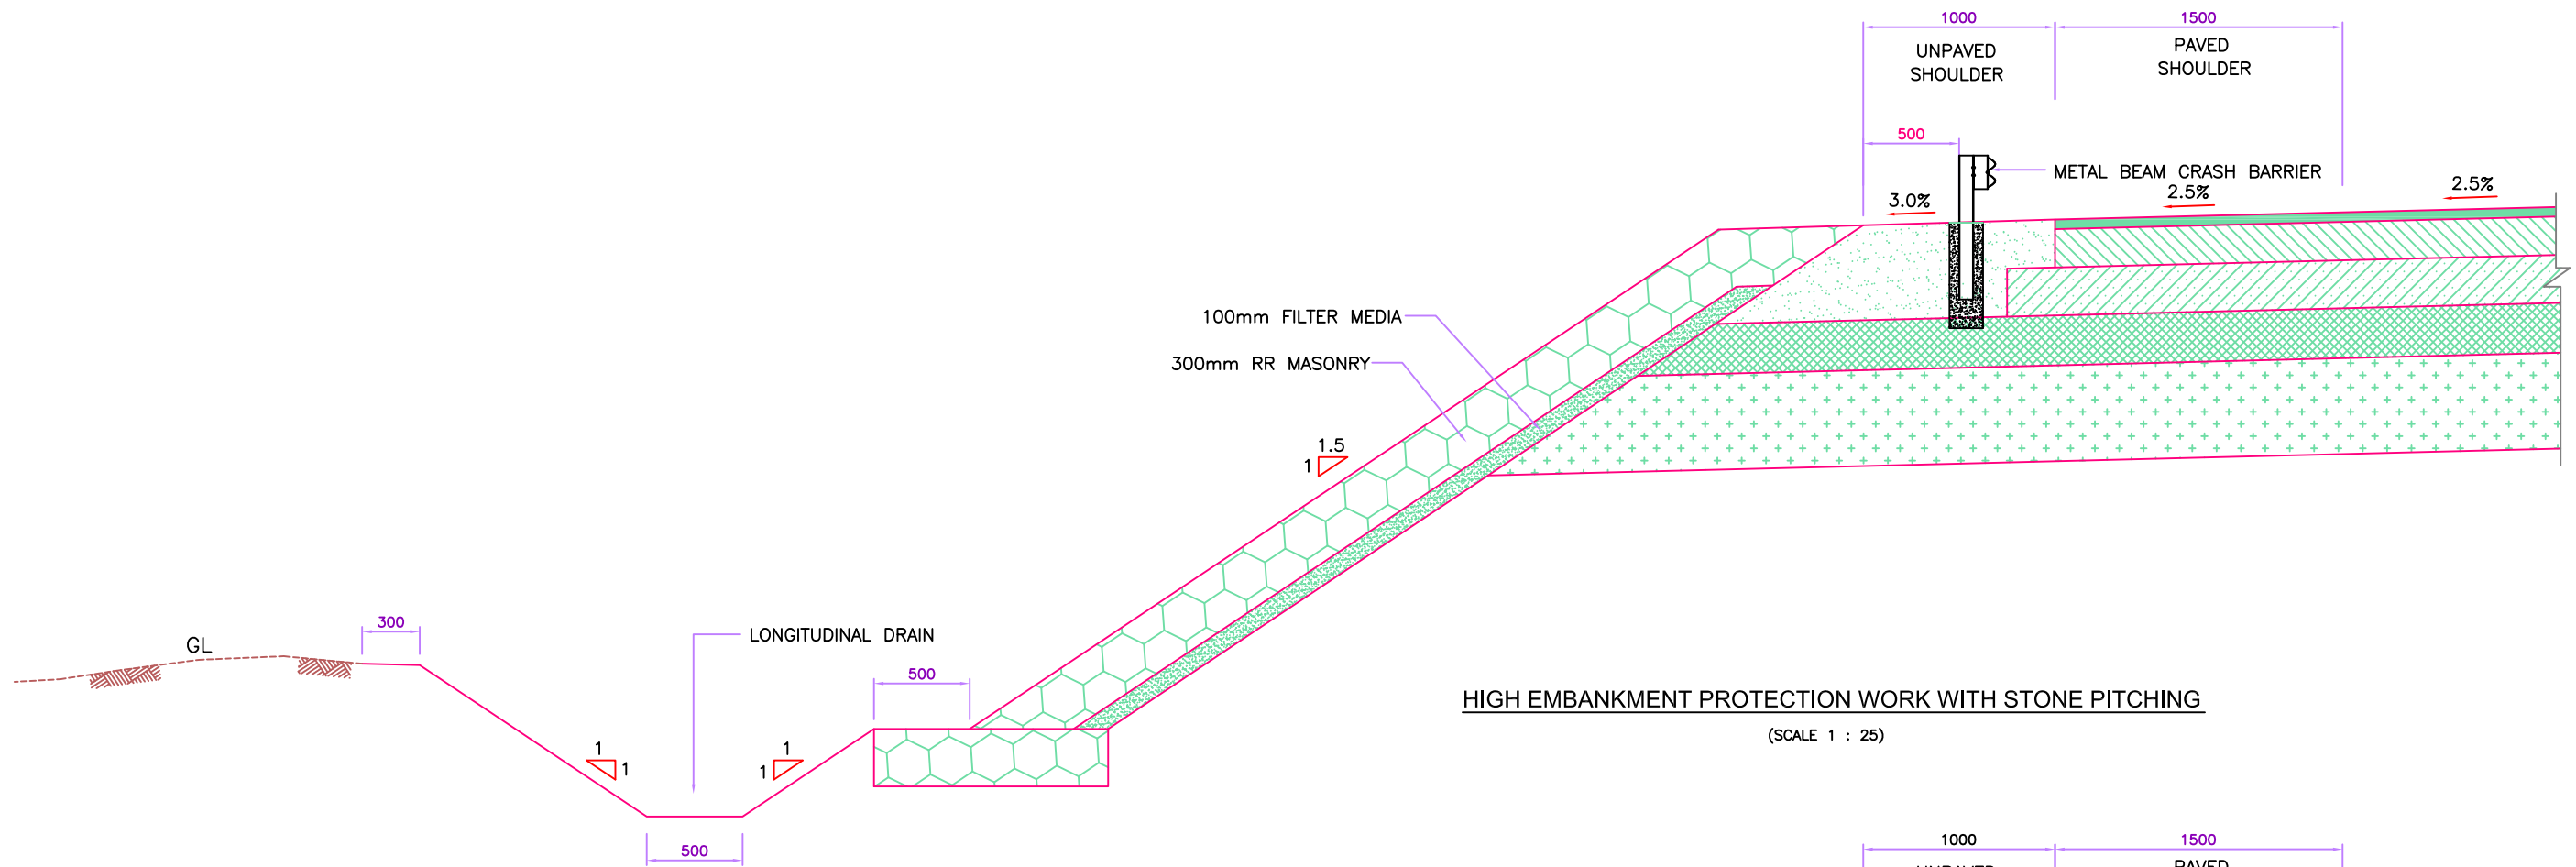 1000 1500
UNPAVED
SHOULDER
PAVED
SHOULDER
500
METAL BEAM CRASH BARRIER
3.0%
2.5%
2.5%
100mm FILTER MEDIA
300mm RR MASONRY
1.5
1
300
GL
LONGITUDINAL DRAIN
500
1
1
1
1
500
HIGH EMBANKMENT PROTECTION WORK WITH STONE PITCHING
(SCALE 1 : 25)
1000 1500
UNPAVED
PAVED